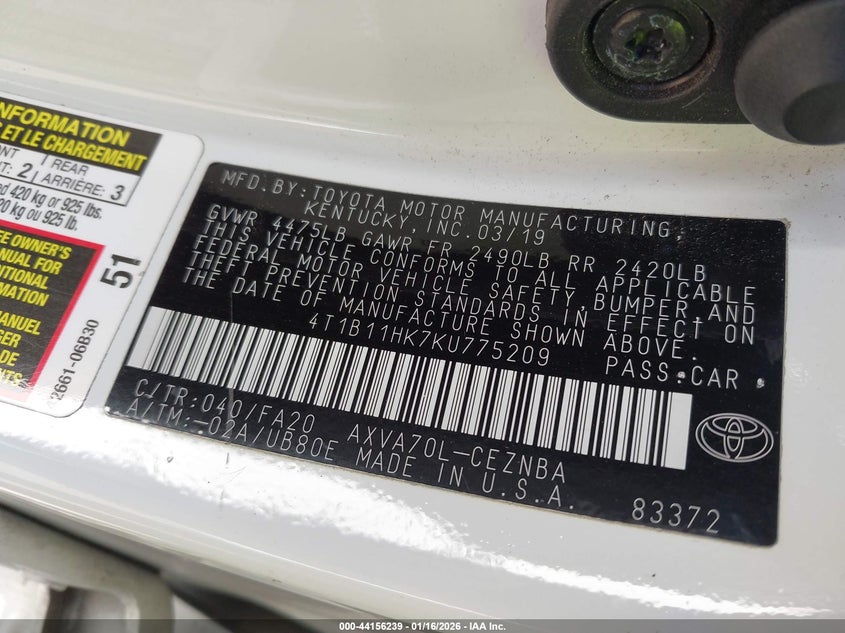 INFORMATION
ET LE CHARGEMENT
REAR
2 ARRIÈRE: 3
420 kg or 925 lbs.
kg ou 925 lb.
OWNER'S
MANUAL FOR
51
2661-06B30
MFD.BY:TOYOTA MOTOR MANUFACTURING,
KENTUCKY, INC. 03/19
GVWR 4475LB GAWR FR 2490LB RR 2420LB
THIS VEHICLE CONFORMS TO ALL APPLICABLE
FEDERAL MOTOR VEHICLE SAFETY,BUMPER,AND
THEFT PREVENTION STANDARDS IN EFFECT ON
THE DATE OF MANUFACTURE SHOWN ABOVE.
4T1B11HK7KU775209
PASS.CAR
C/TR:040/FA20 AXVA70L-CEZNBA
A/TM:-02A/UB80E MADE IN U.S.A.
83372
000-44156239 | 01/16/2026 - IAA Inc.